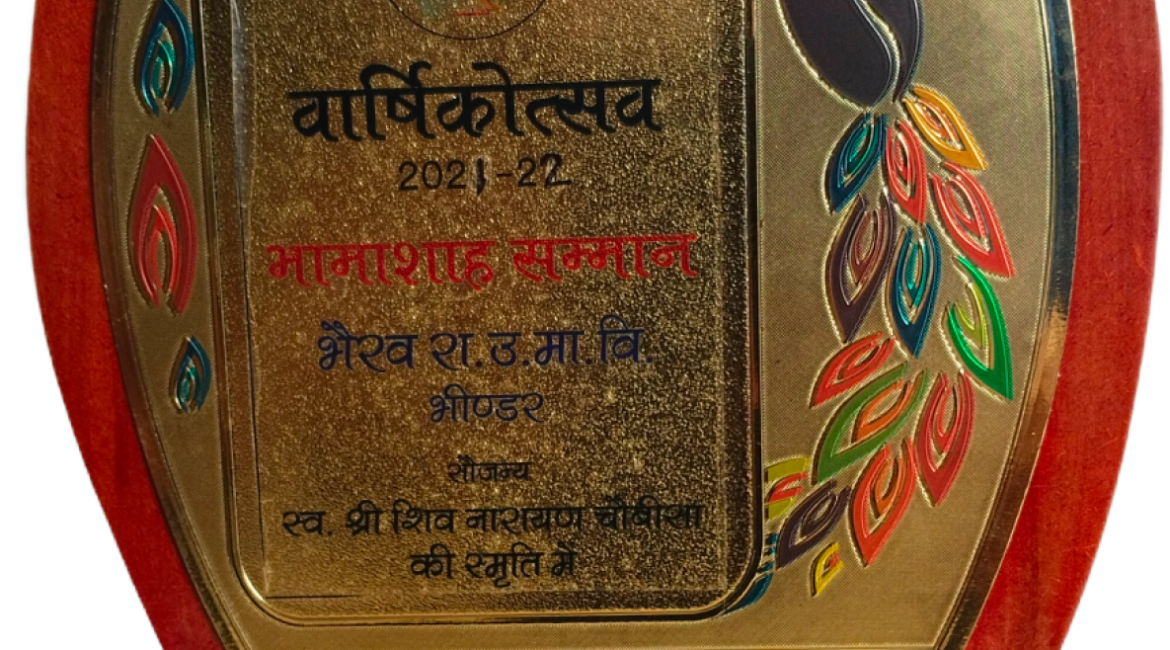 वार्षिकोत्सव
2021-22
भामाशाह सम्मान
भैरव रा.उ.मा.वि.
भीण्डर
सौजन्य
स्व. श्री शिव नारायण चौबीसा
की स्मृति में